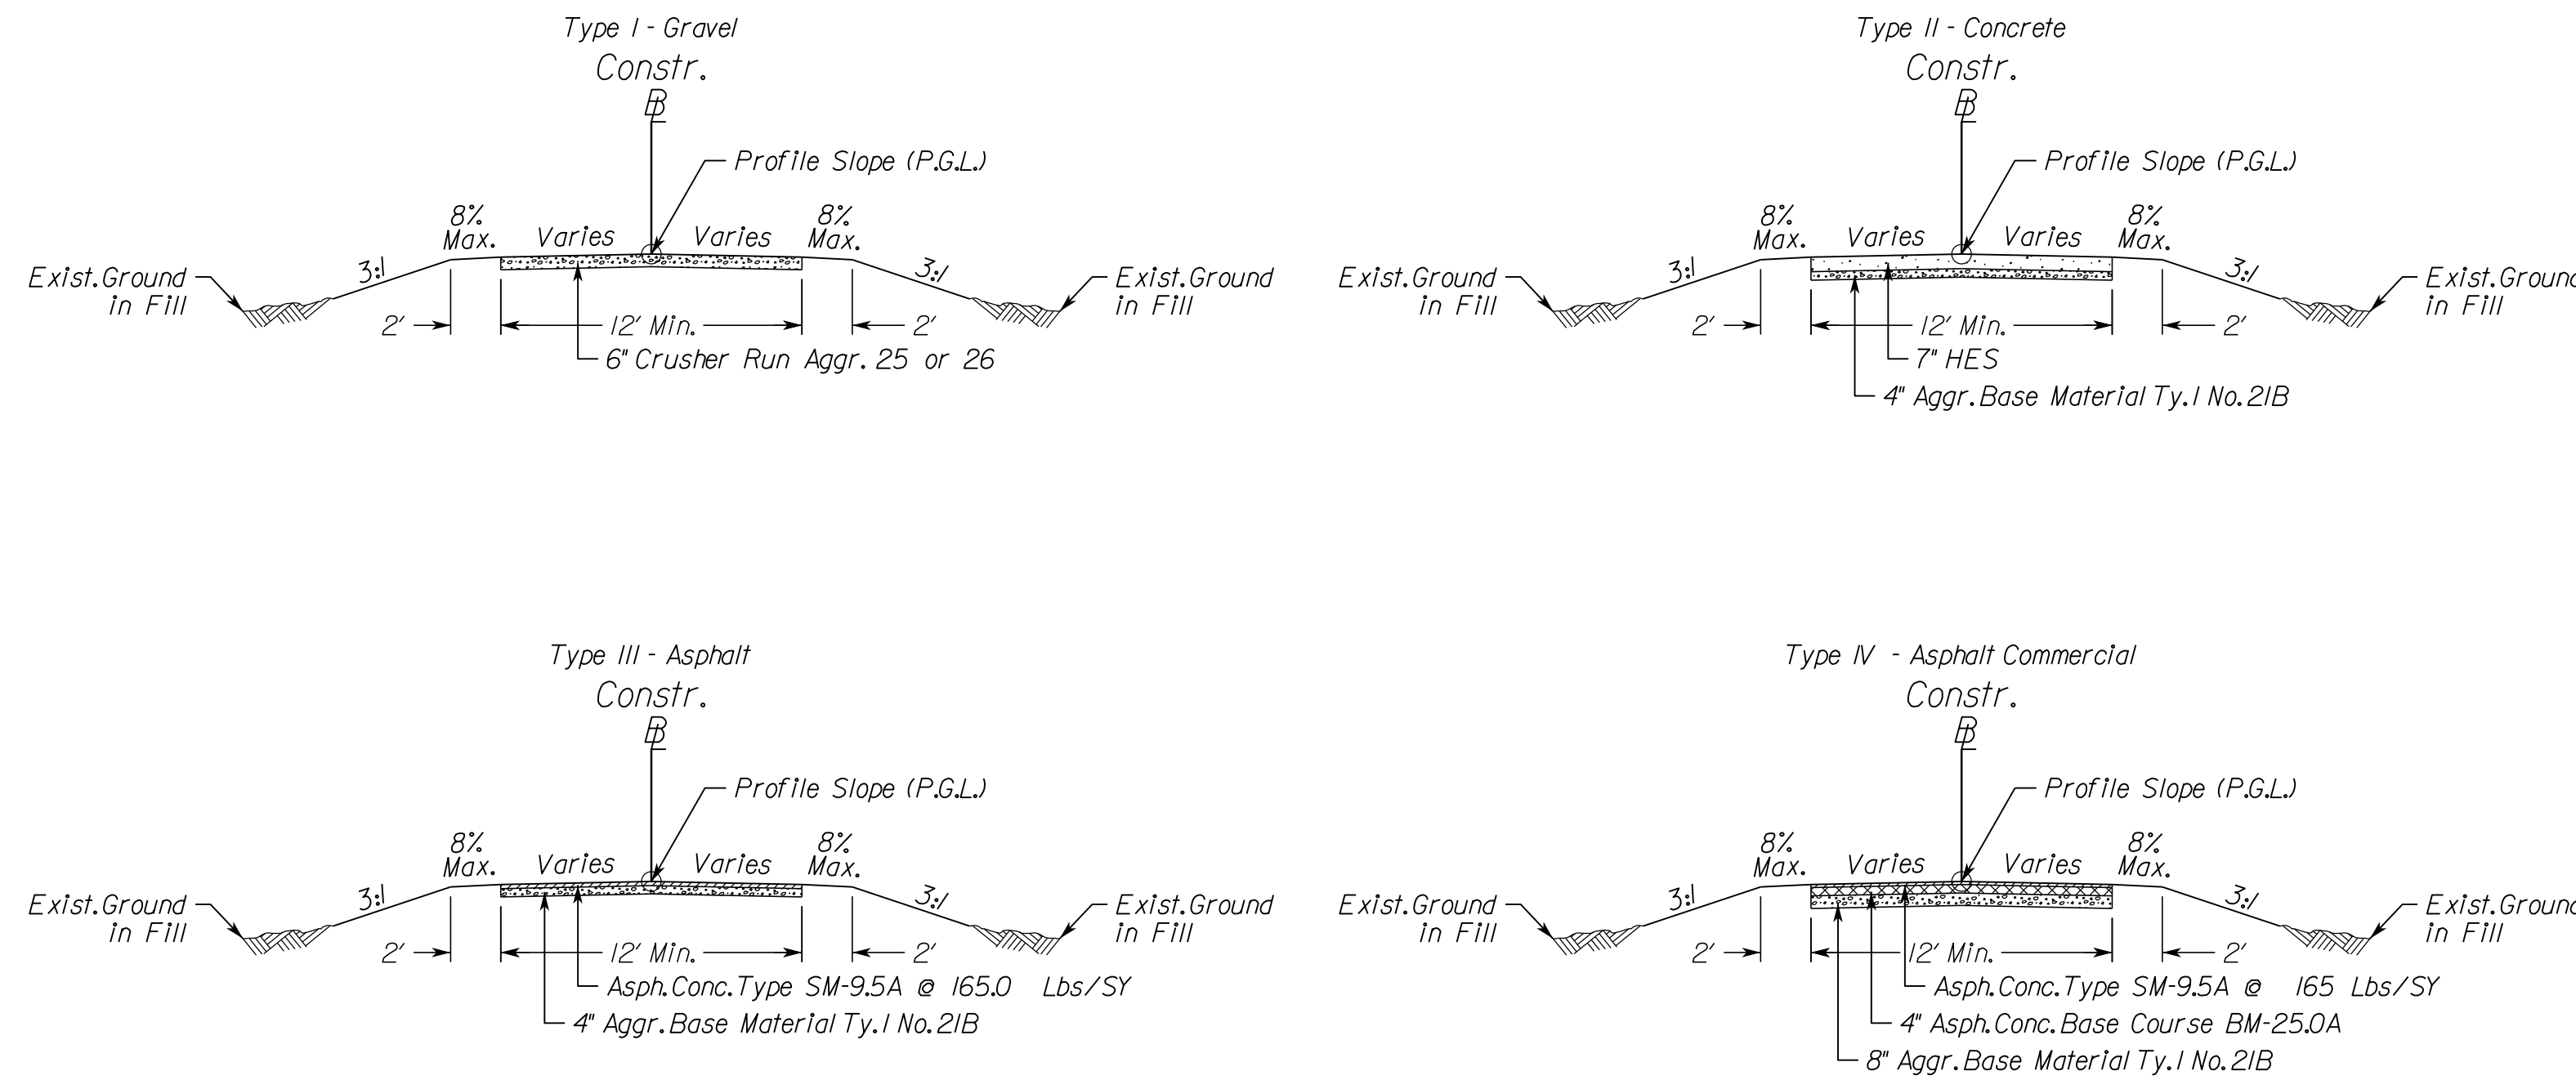 Type I - Gravel
Constr.
B
Profile Slope (P.G.L.)
8%
Max.
Varies
Varies
8%
Max.
3:1
3:1
Exist. Ground
in Fill
Exist. Ground
in Fill
2'
12' Min.
2'
6" Crusher Run Aggr. 25 or 26
Type II - Concrete
Constr.
B
Profile Slope (P.G.L.)
8%
Max.
Varies
Varies
8%
Max.
3:1
3:1
Exist. Ground
in Fill
Exist. Ground
in Fill
2'
12' Min.
2'
7" HES
4" Aggr. Base Material Ty. I No. 21B
Type III - Asphalt
Constr.
B
Profile Slope (P.G.L.)
8%
Max.
Varies
Varies
8%
Max.
3:1
3:1
Exist. Ground
in Fill
Exist. Ground
in Fill
2'
12' Min.
2'
Asph. Conc. Type SM-9.5A @ 165.0 Lbs/SY
4" Aggr. Base Material Ty. I No. 21B
Type IV - Asphalt Commercial
Constr.
B
Profile Slope (P.G.L.)
8%
Max.
Varies
Varies
8%
Max.
3:1
3:1
Exist. Ground
in Fill
Exist. Ground
in Fill
2'
12' Min.
2'
Asph. Conc. Type SM-9.5A @ 165 Lbs/SY
4" Asph. Conc. Base Course BM-25.0A
8" Aggr. Base Material Ty. I No. 21B